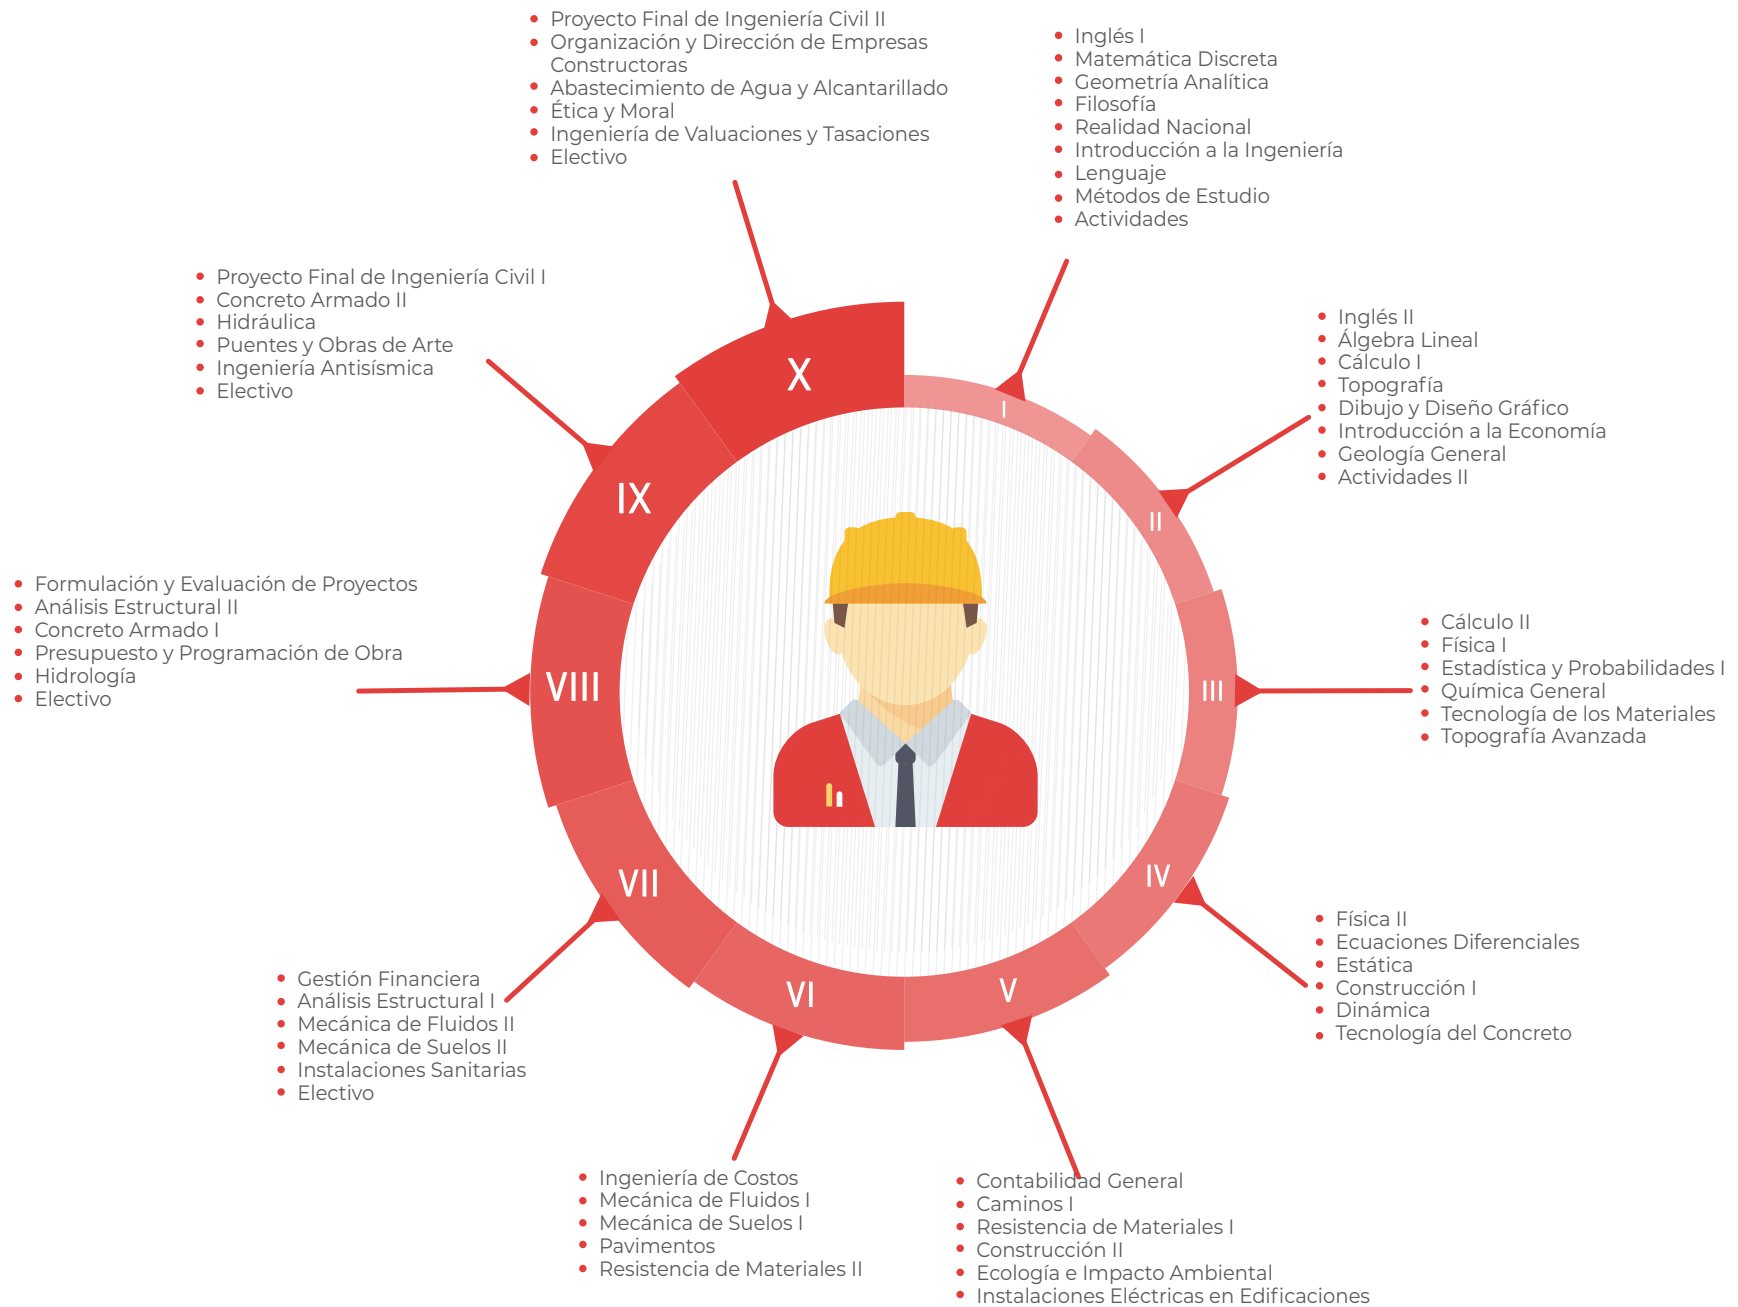 I
Inglés I
Matemática Discreta
Geometría Analítica
Filosofía
Realidad Nacional
Introducción a la Ingeniería
Lenguaje
Métodos de Estudio
Actividades
II
Inglés II
Álgebra Lineal
Cálculo I
Topografía
Dibujo y Diseño Gráfico
Introducción a la Economía
Geología General
Actividades II
III
Cálculo II
Física I
Estadística y Probabilidades I
Química General
Tecnología de los Materiales
Topografía Avanzada
IV
Física II
Ecuaciones Diferenciales
Estática
Construcción I
Dinámica
Tecnología del Concreto
V
Contabilidad General
Caminos I
Resistencia de Materiales I
Construcción II
Ecología e Impacto Ambiental
Instalaciones Eléctricas en Edificaciones
VI
Ingeniería de Costos
Mecánica de Fluidos I
Mecánica de Suelos I
Pavimentos
Resistencia de Materiales II
VII
Gestión Financiera
Análisis Estructural I
Mecánica de Fluidos II
Mecánica de Suelos II
Instalaciones Sanitarias
Electivo
VIII
Formulación y Evaluación de Proyectos
Análisis Estructural II
Concreto Armado I
Presupuesto y Programación de Obra
Hidrología
Electivo
IX
Proyecto Final de Ingeniería Civil I
Concreto Armado II
Hidráulica
Puentes y Obras de Arte
Ingeniería Antisísmica
Electivo
X
Proyecto Final de Ingeniería Civil II
Organización y Dirección de Empresas
Constructoras
Abastecimiento de Agua y Alcantarillado
Ética y Moral
Ingeniería de Valuaciones y Tasaciones
Electivo